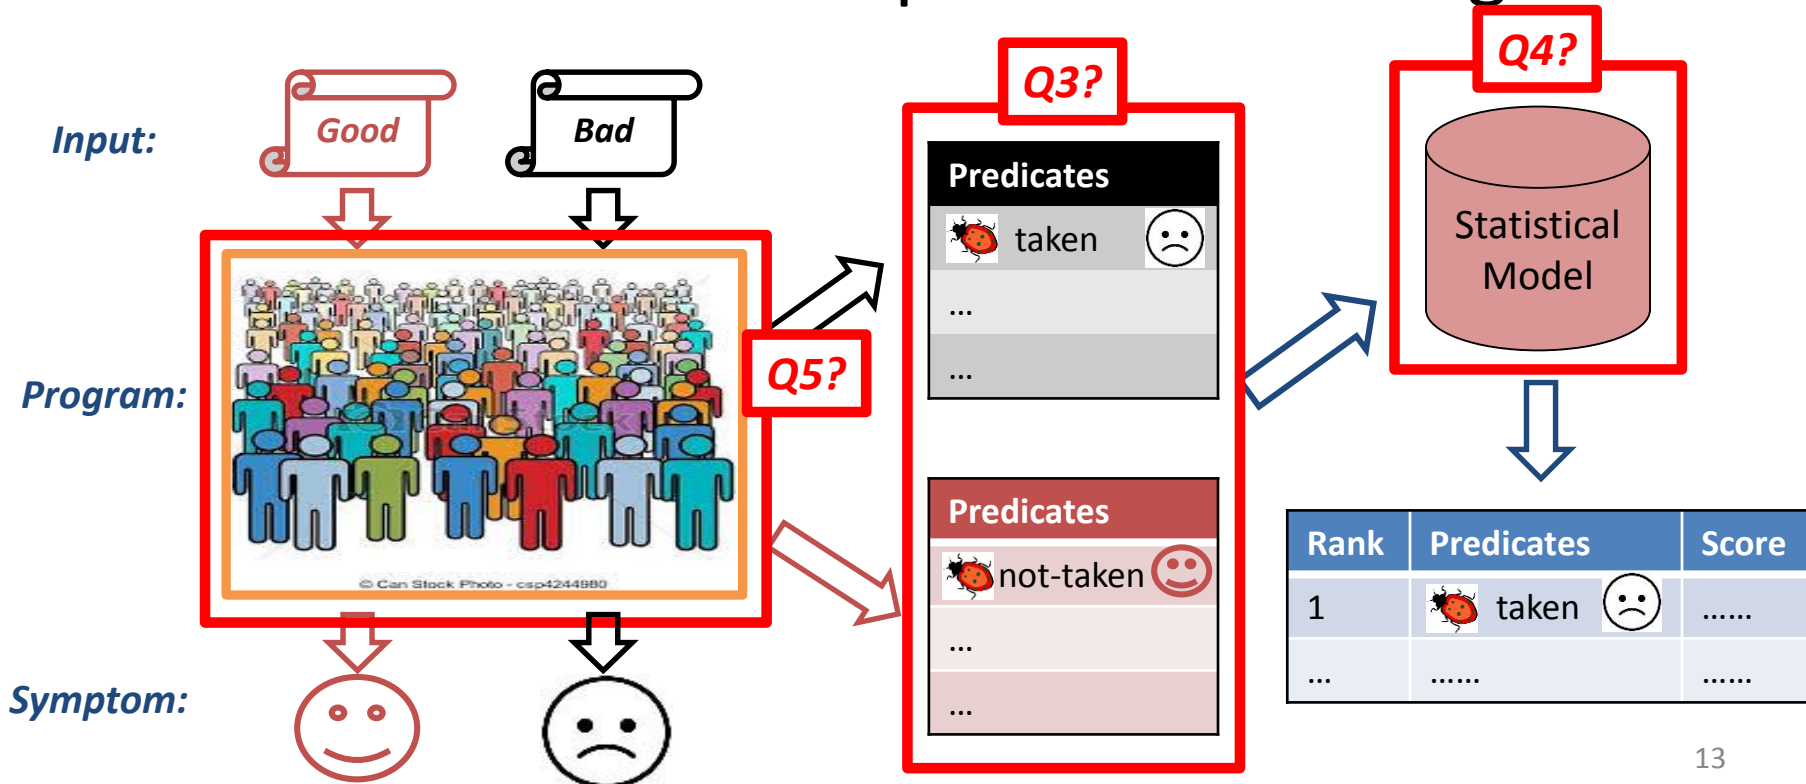 Q3?
Q4?
Input:
Good
Bad
Predicates
taken
...
...
Statistical
Model
Program:
Q5?
Predicates
not-taken
...
...
© Can Stock Photo - csp4244980
Rank Predicates Score
1 taken ......
... ...... ......
Symptom:
13